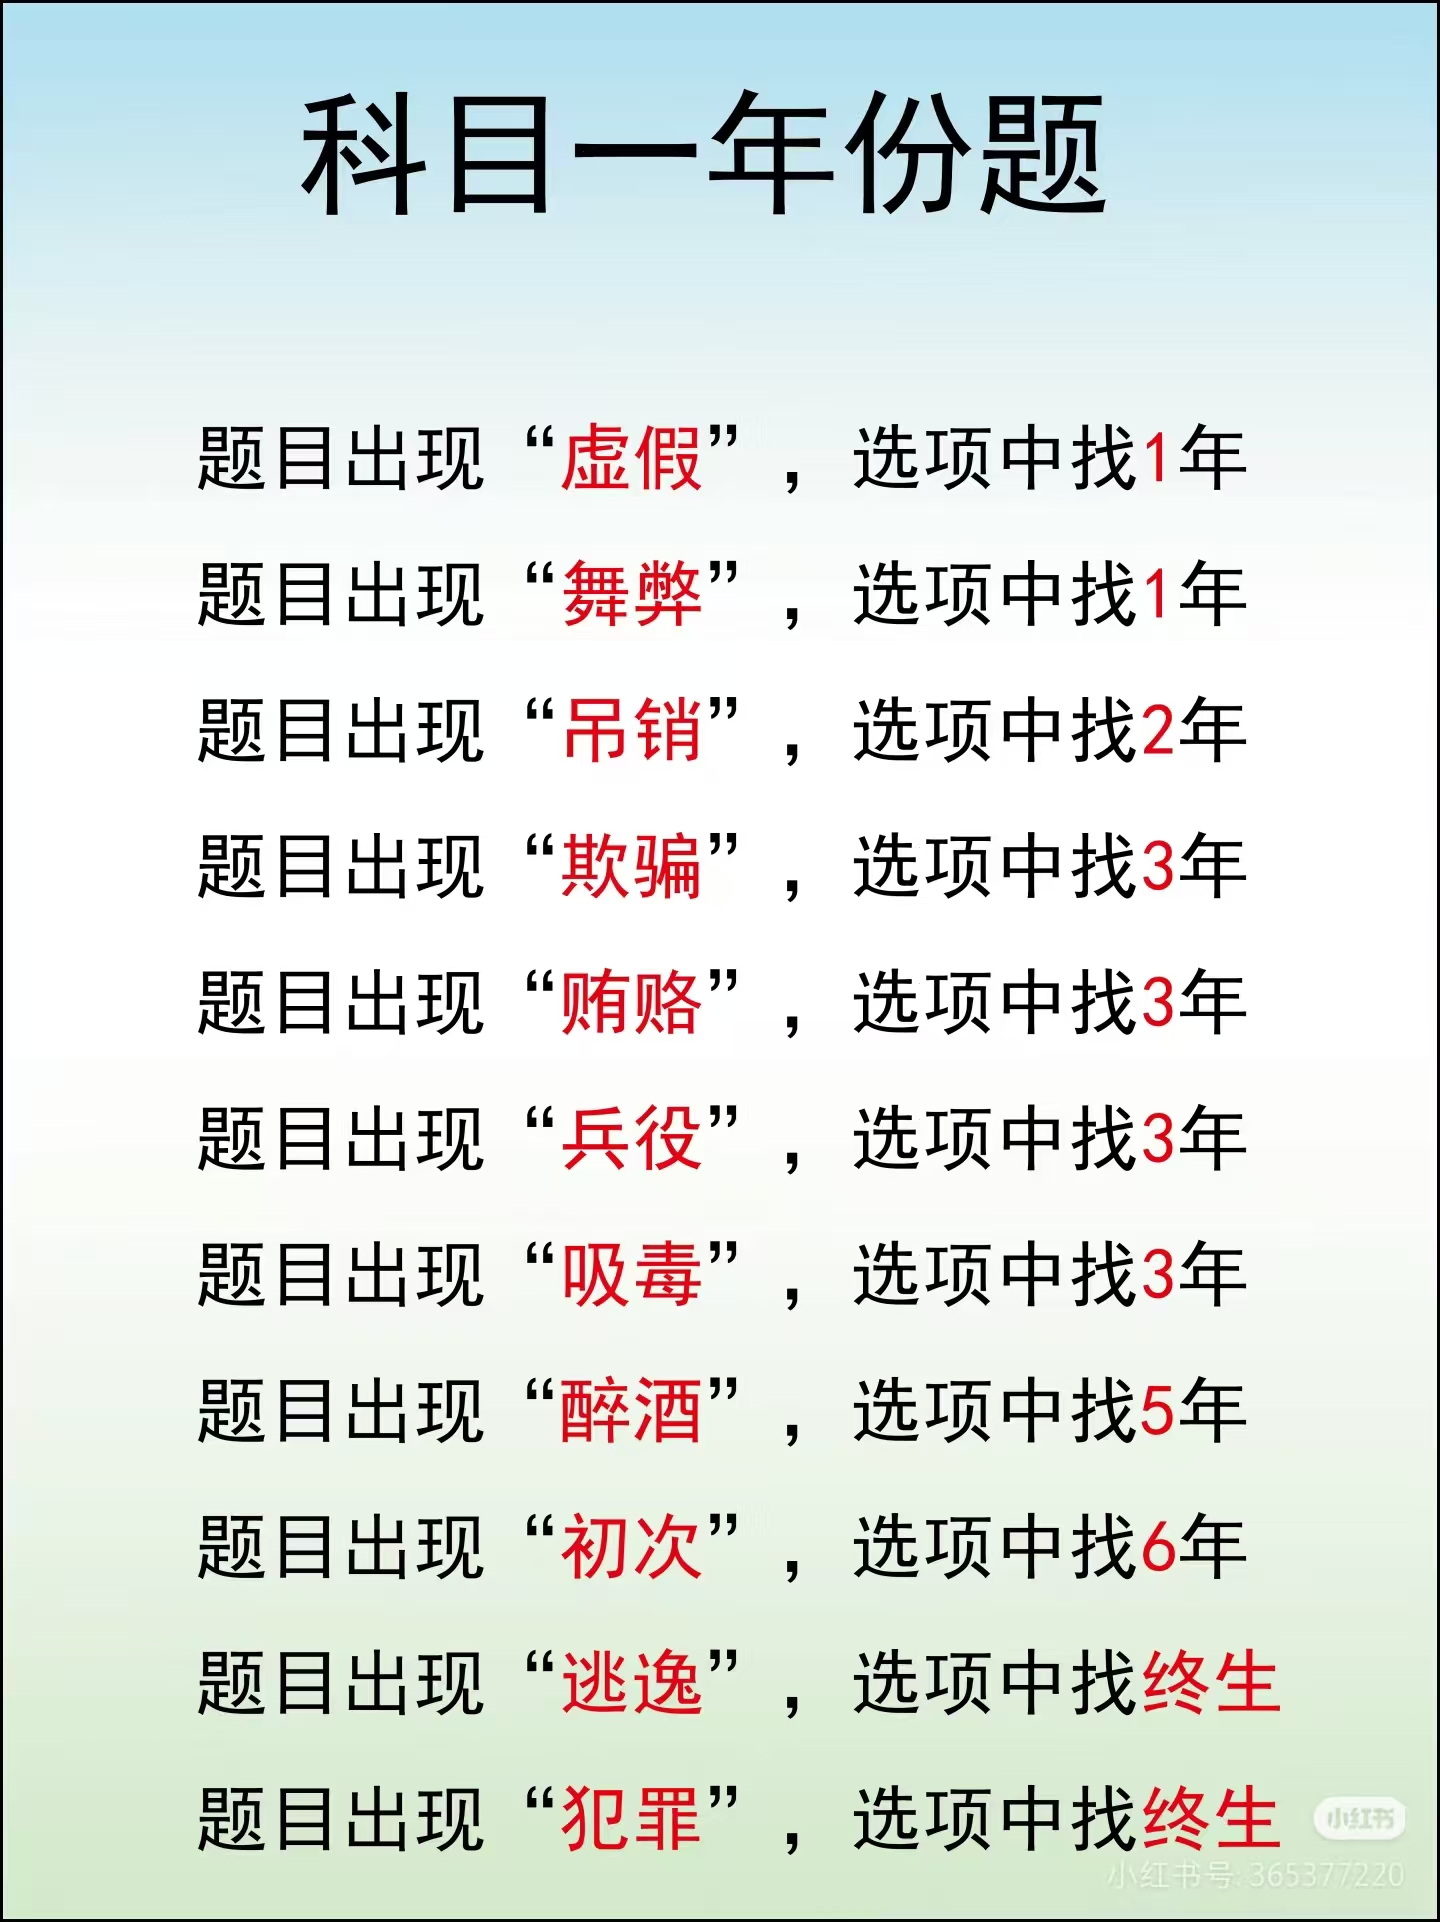 科目一年份题
题目出现“虚假”，选项中找1年
题目出现“舞弊”，选项中找1年
题目出现“吊销”，选项中找2年
题目出现“欺骗”，选项中找3年
题目出现“贿赂”，选项中找3年
题目出现“兵役”，选项中找3年
题目出现“吸毒”，选项中找3年
题目出现“醉酒”，选项中找5年
题目出现“初次”，选项中找6年
题目出现“逃逸”，选项中找终生
题目出现“犯罪”，选项中找终生
小红书
小红书号:365377220